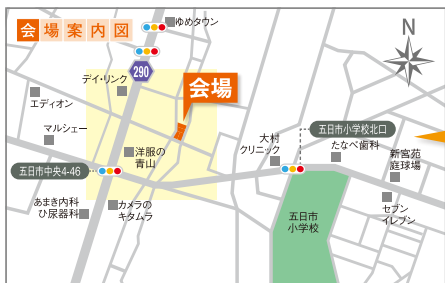 会場案内図
ゆめタウン
N
290
デイ・リンク
会場
エディオン
マルシェー
五日市小学校北口
大村
クリニック
たなべ歯科
洋服の
青山
新宮苑
庭球場
五日市中央4-46
あまき内科
ひ尿器科
カメラの
キタムラ
五日市
小学校
セブン
イレブン